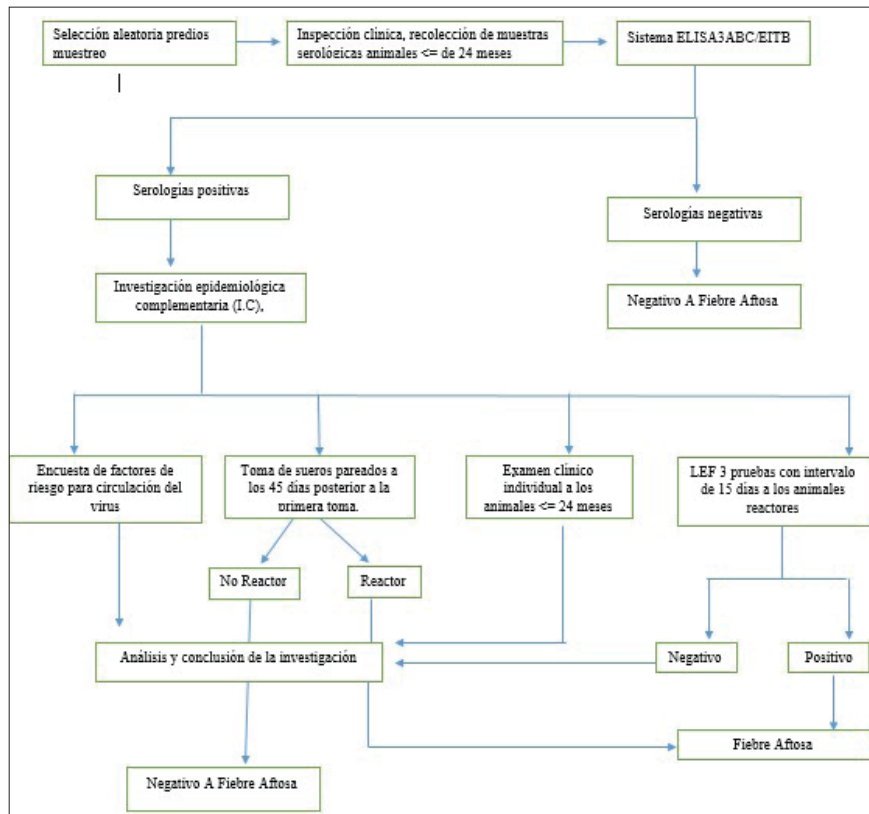 Selección aleatoria predios
muestreo
Inspección clínica, recolección de muestras
serológicas animales <= de 24 meses
Sistema ELISA3ABC/EITB
Serologías positivas
Serologías negativas
Investigación epidemiológica
complementaria (I.C),
Negativo A Fiebre Aftosa
Encuesta de factores de
riesgo para circulación del
virus
Toma de sueros pareados a
los 45 días posterior a la
primera toma.
Examen clínico
individual a los
animales <= 24 meses
LEF 3 pruebas con intervalo
de 15 días a los animales
reactores
No Reactor
Reactor
Análisis y conclusión de la investigación
Negativo
Positivo
Fiebre Aftosa
Negativo A Fiebre Aftosa